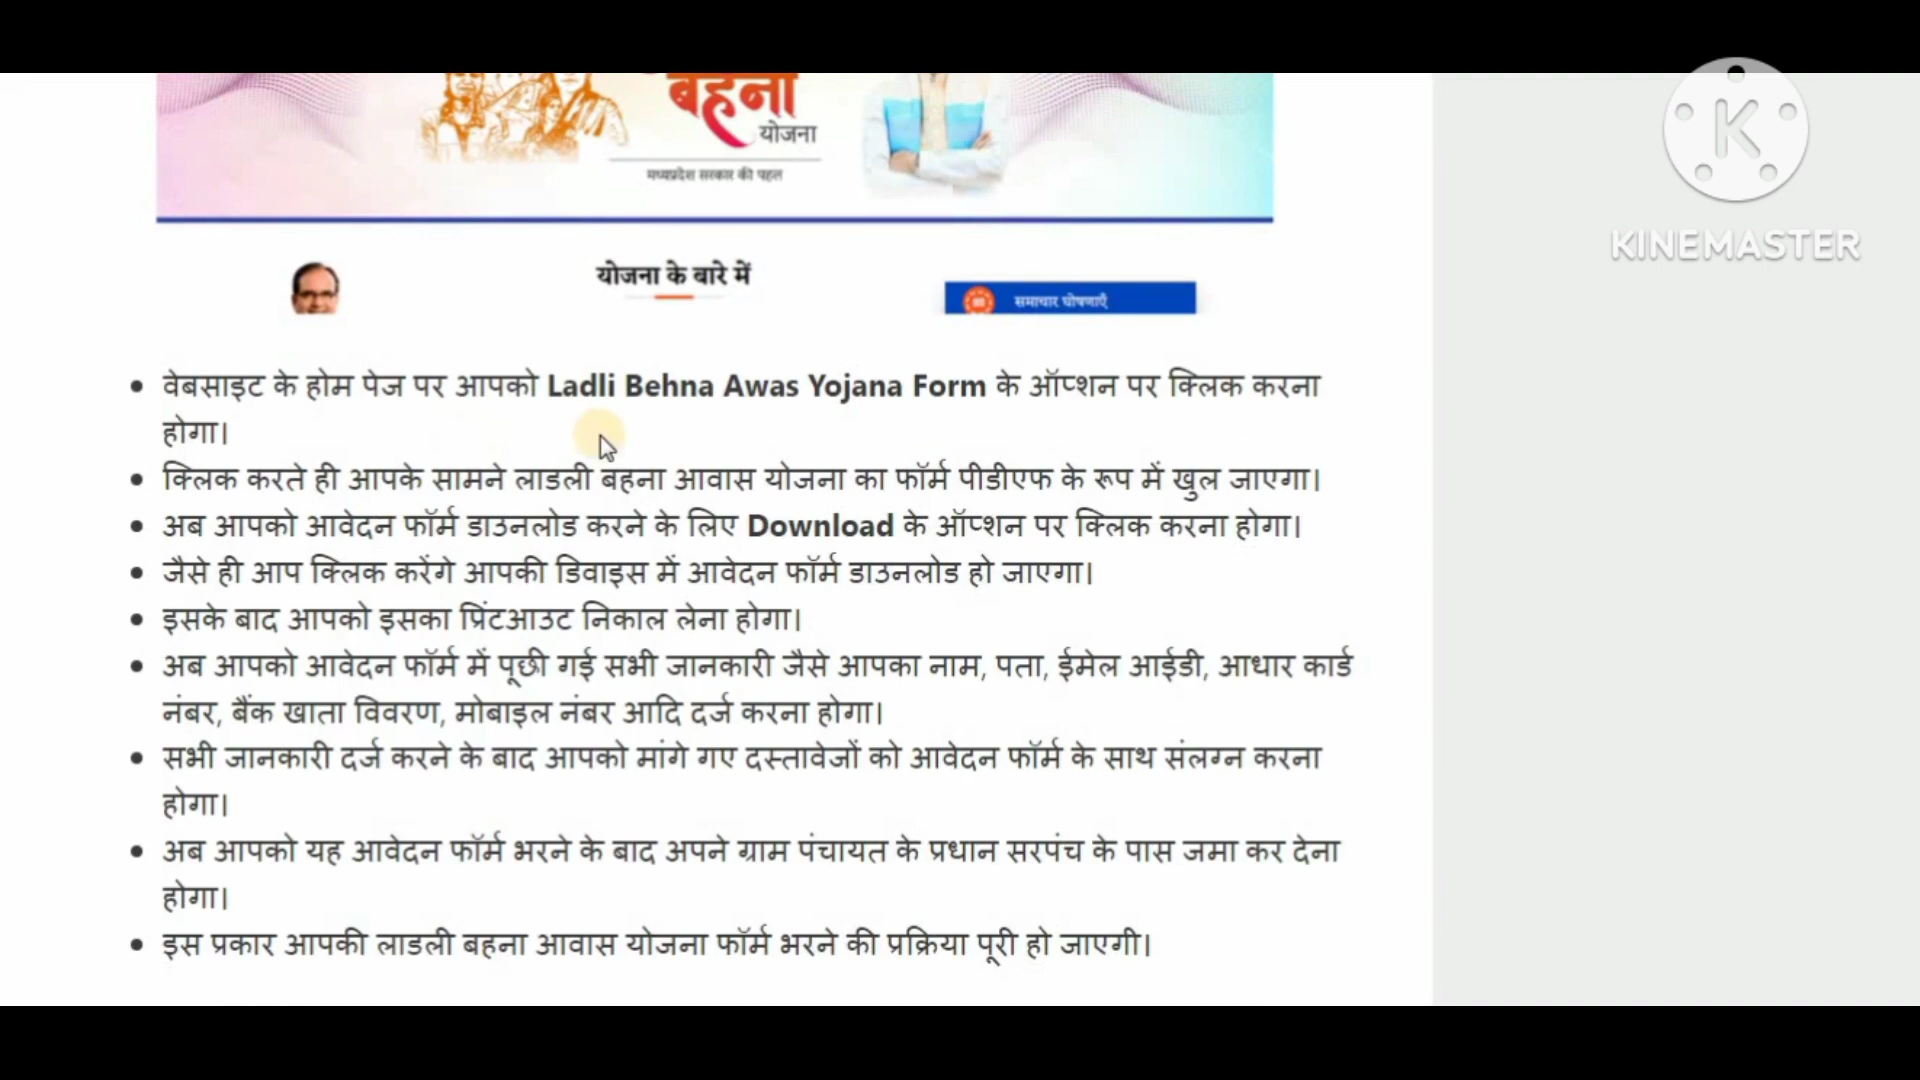 बहना
योजना
मध्यप्रदेश सरकार की पहल
K
KINEMASTER
योजना के बारे में
समाचार घोषणाएँ
वेबसाइट के होम पेज पर आपको Ladli Behna Awas Yojana Form के ऑप्शन पर क्लिक करना
होगा।
क्लिक करते ही आपके सामने लाडली बहना आवास योजना का फॉर्म पीडीएफ के रूप में खुल जाएगा।
अब आपको आवेदन फॉर्म डाउनलोड करने के लिए Download के ऑप्शन पर क्लिक करना होगा।
जैसे ही आप क्लिक करेंगे आपकी डिवाइस में आवेदन फॉर्म डाउनलोड हो जाएगा।
इसके बाद आपको इसका प्रिंटआउट निकाल लेना होगा।
अब आपको आवेदन फॉर्म में पूछी गई सभी जानकारी जैसे आपका नाम, पता, ईमेल आईडी, आधार कार्ड
नंबर, बैंक खाता विवरण, मोबाइल नंबर आदि दर्ज करना होगा।
सभी जानकारी दर्ज करने के बाद आपको मांगे गए दस्तावेजों को आवेदन फॉर्म के साथ संलग्न करना
होगा।
अब आपको यह आवेदन फॉर्म भरने के बाद अपने ग्राम पंचायत के प्रधान सरपंच के पास जमा कर देना
होगा।
इस प्रकार आपकी लाडली बहना आवास योजना फॉर्म भरने की प्रक्रिया पूरी हो जाएगी।